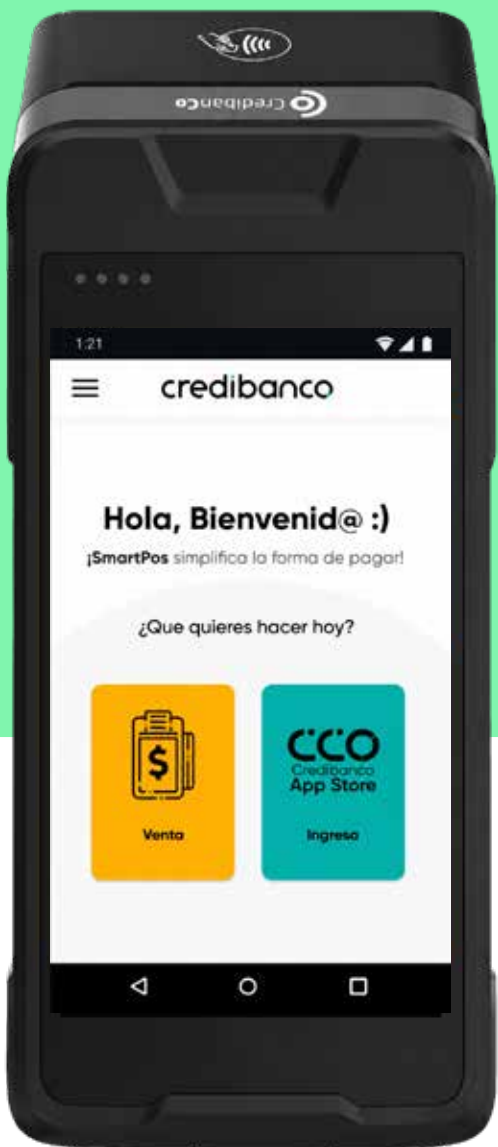 CredibanCo
1:21
credibanco
Hola, Bienvenid@ :)
¡SmartPos simplifica la forma de pagar!
¿Que quieres hacer hoy?
$
CCO
Credibanco
App Store
Venta
Ingreso